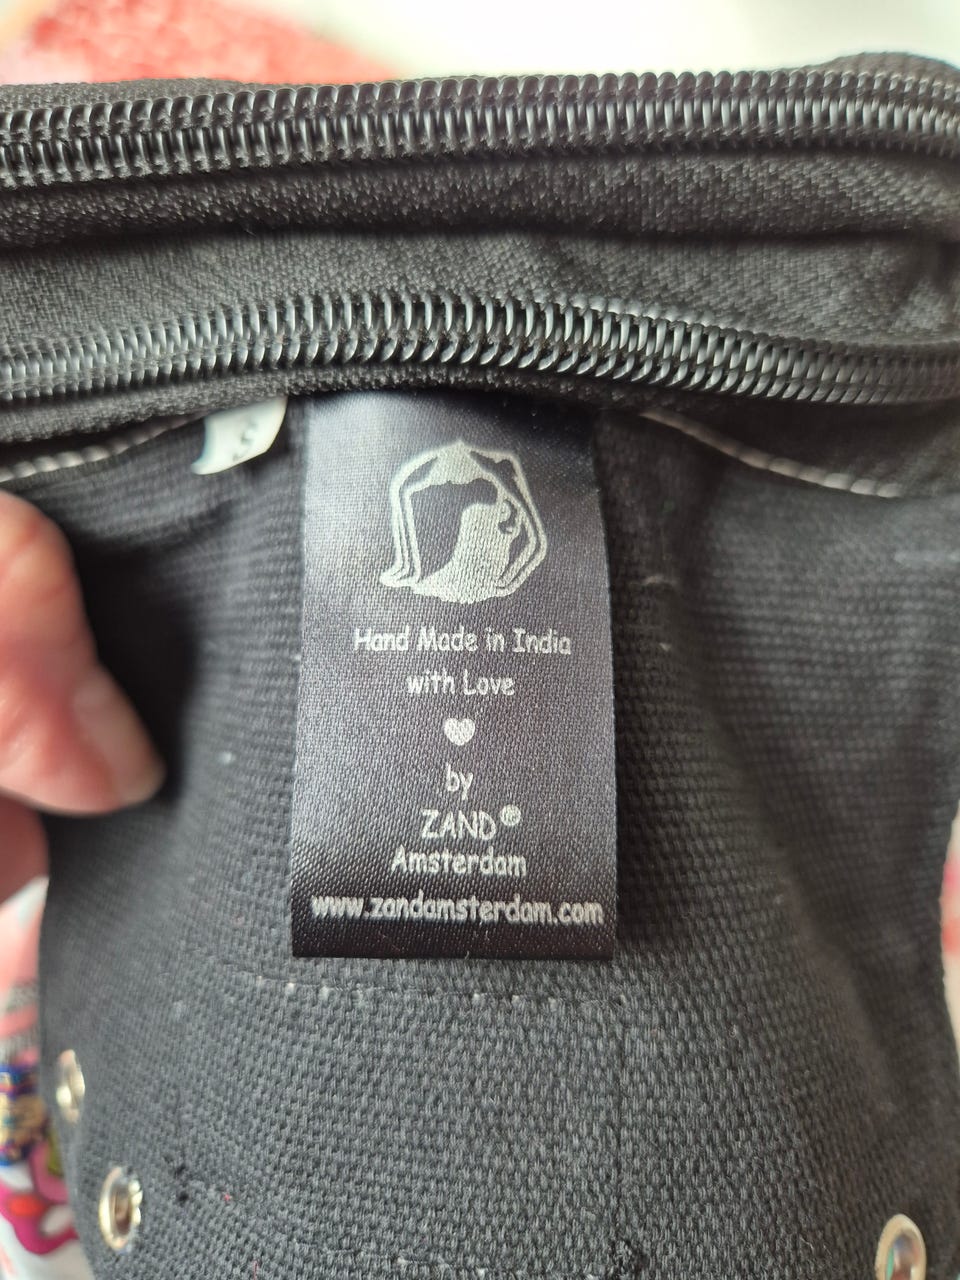 S
Hand Made in India
with Love
by
ZAND®
Amsterdam
www.zandamsterdam.com